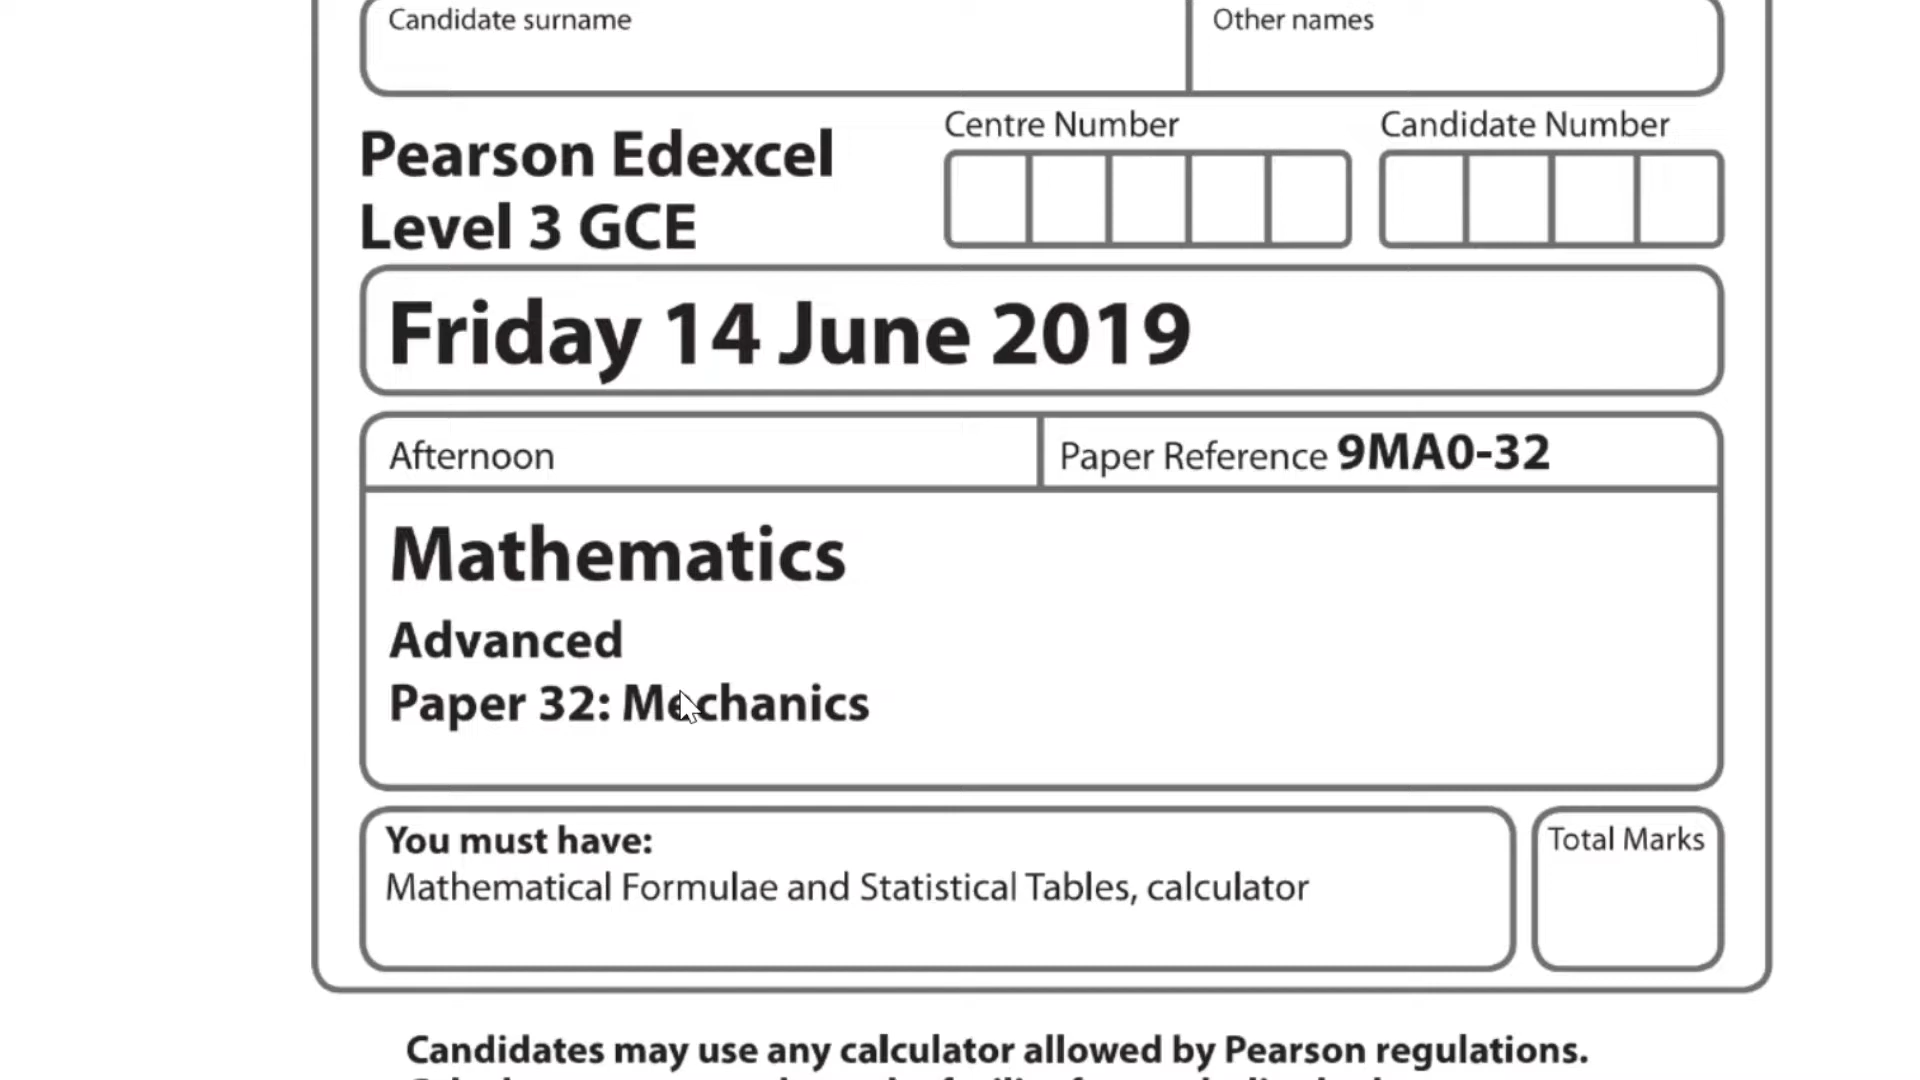 Candidate surname
Other names
Centre Number
Candidate Number
Pearson Edexcel
Level 3 GCE
Friday 14 June 2019
Afternoon
Paper Reference 9MA0-32
Mathematics
Advanced
Paper 32: Mechanics
You must have:
Mathematical Formulae and Statistical Tables, calculator
Total Marks
Candidates may use any calculator allowed by Pearson regulations.